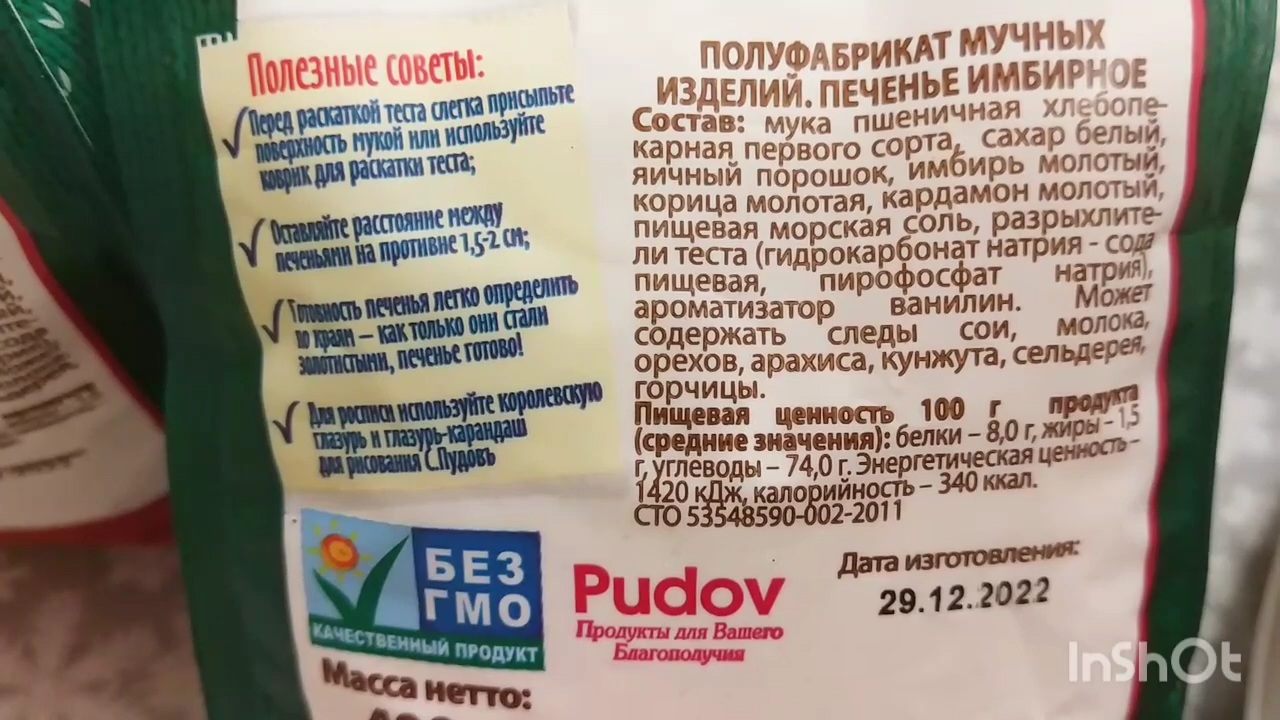 Полезные советы:
Перед раскаткой теста слегка присыпьте
поверхность мукой или используйте
коврик для раскатки теста;
Оставляйте расстояние между
печеньями на противне 1,5-2 см;
Готовность печенья легко определить
по краям – как только они стали
золотистыми, печенье готово!
Для росписи используйте королевскую
глазурь и глазурь-карандаш
для рисования С.Пудовъ
БЕЗ
ГМО
КАЧЕСТВЕННЫЙ ПРОДУКТ
Масса нетто:
ПОЛУФАБРИКАТ МУЧНЫХ
ИЗДЕЛИЙ. ПЕЧЕНЬЕ ИМБИРНОЕ
Состав: мука пшеничная хлебопе-
карная первого сорта, сахар белый,
яичный порошок, имбирь молотый,
корица молотая, кардамон молотый,
пищевая морская соль, разрыхлите-
ли теста (гидрокарбонат натрия - сода
пищевая, пирофосфат натрия),
ароматизатор ванилин. Может
содержать следы сои, молока,
орехов, арахиса, кунжута, сельдерея,
горчицы.
Пищевая ценность 100 г продукта
(средние значения): белки – 8,0 г, жиры – 1,5
г, углеводы – 74,0 г. Энергетическая ценность –
1420 кДж, калорийность – 340 ккал.
СТО 53548590-002-2011
Pudov
Продукты для Вашего
Благополучия
Дата изготовления:
29.12.2022
InShOt